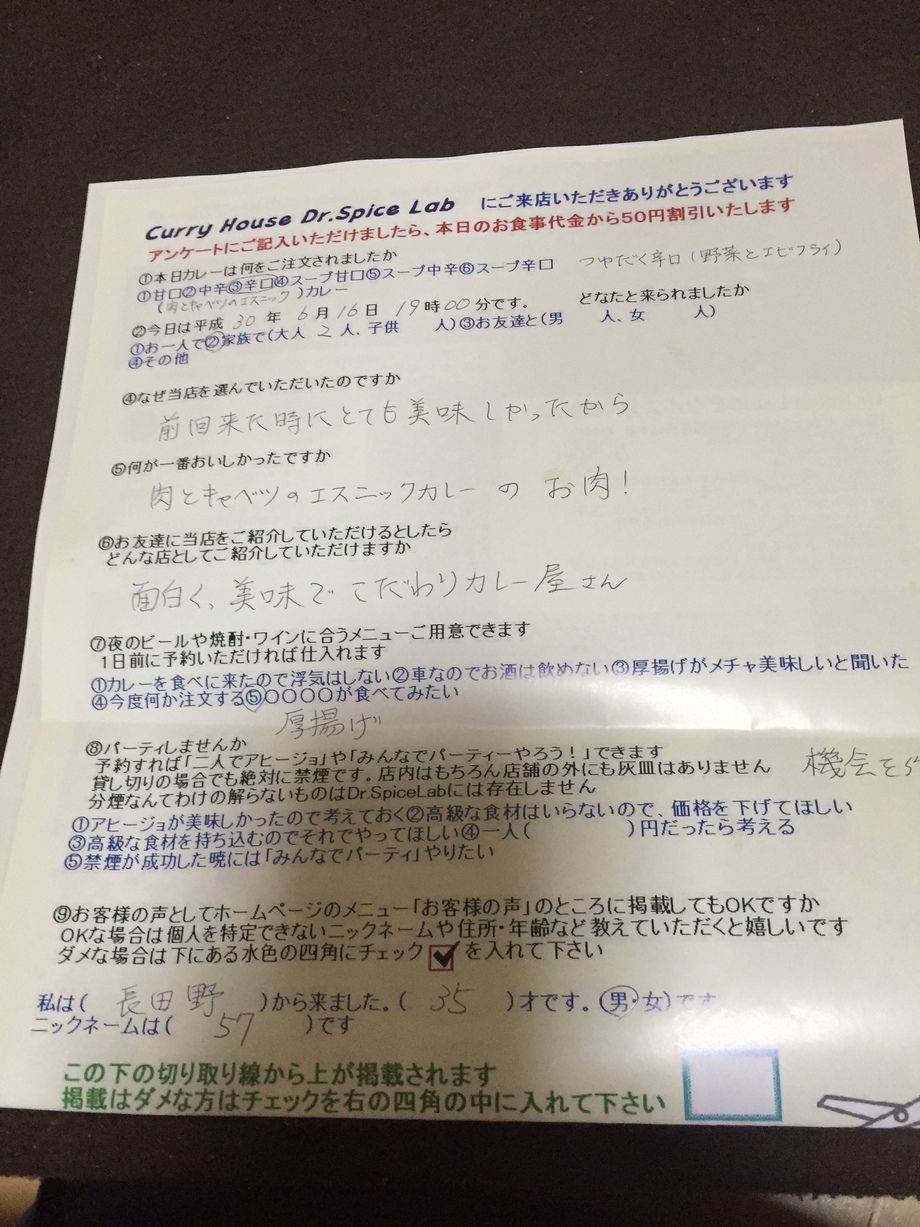 Curry House Dr.Spice Lab にご来店いただきありがとうございます
アンケートにご記入いただけましたら、本日のお食事代金から50円割引いたします
①本日カレーは何をご注文されましたか
①甘口②中辛③辛口④スープ甘口⑤スープ中辛⑥スープ辛口 つゆだく辛口(野菜とエビフライ)
(肉とキャベツのエスニック)カレー
②今日は平成 30 年 6 月 16 日 19 時 00 分です。 どなたと来られましたか
①お一人で②家族で(大人 2 人、子供 人)③お友達と(男 人、女 人)
④その他
④なぜ当店を選んでいただいたのですか
前回来た時にとても美味しかったから
⑤何が一番おいしかったですか
肉とキャベツのエスニックカレーの お肉!
⑥お友達に当店をご紹介していただけるとしたら
どんな店としてご紹介していただけますか
面白く、美味で こだわりカレー屋さん
⑦夜のビールや焼酎・ワインに合うメニューご用意できます
1日前に予約いただければ仕入れます
①カレーを食べに来たので浮気はしない②車なのでお酒は飲めない③厚揚げがメチャ美味しいと聞いた
④今度何か注文する⑤○○○○が食べてみたい
厚揚げ
⑧パーティしませんか
予約すれば「二人でアヒージョ」や「みんなでパーティーやろう!」できます
貸し切りの場合でも絶対に禁煙です。店内はもちろん店舗の外にも灰皿はありません 機会を
分煙なんてわけの解らないものはDr.SpiceLabには存在しません
①アヒージョが美味しかったので考えておく②高級な食材はいらないので、価格を下げてほしい
③高級な食材を持ち込むのでそれでやってほしい④一人( )円だったら考える
⑤禁煙が成功した暁には「みんなでパーティ」やりたい
⑨お客様の声としてホームページのメニュー「お客様の声」のところに掲載してもOKですか
OKな場合は個人を特定できないニックネームや住所・年齢など教えていただくと嬉しいです
ダメな場合は下にある水色の四角にチェック を入れて下さい
私は( 長田野 )から来ました。( 35 )才です。(男・女)です
ニックネームは( 57 )です
この下の切り取り線から上が掲載されます
掲載はダメな方はチェックを右の四角の中に入れて下さい